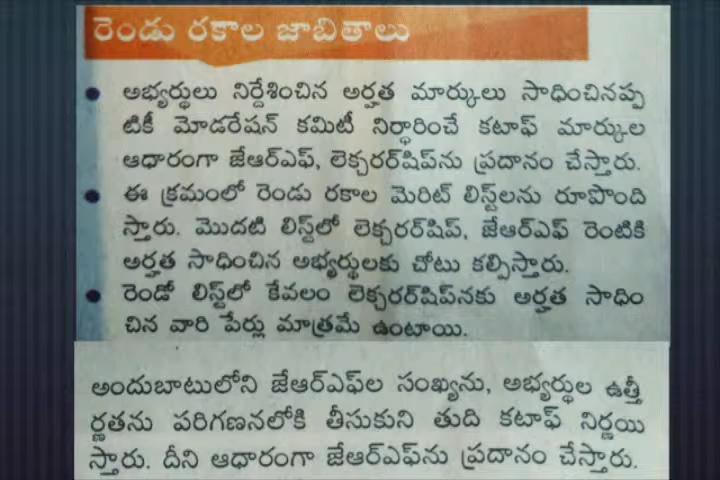 రెండు రకాల జాబితాలు
• అభ్యర్థులు నిర్దేశించిన అర్హత మార్కులు సాధించినప్ప
టికీ మోడరేషన్ కమిటీ నిర్ధారించే కటాఫ్ మార్కుల
ఆధారంగా జేఆర్ఎఫ్, లెక్చరర్‌షిప్‌ను ప్రదానం చేస్తారు.
• ఈ క్రమంలో రెండు రకాల మెరిట్ లిస్ట్‌లను రూపొంది
స్తారు. మొదటి లిస్ట్‌లో లెక్చరర్‌షిప్, జేఆర్ఎఫ్ రెంటికి
అర్హత సాధించిన అభ్యర్థులకు చోటు కల్పిస్తారు.
• రెండో లిస్ట్‌లో కేవలం లెక్చరర్‌షిప్‌నకు అర్హత సాధిం
చిన వారి పేర్లు మాత్రమే ఉంటాయి.
అందుబాటులోని జేఆర్ఎఫ్‌ల సంఖ్యను, అభ్యర్థుల ఉత్తీ
ర్ణతను పరిగణనలోకి తీసుకుని తుది కటాఫ్ నిర్ణయి
స్తారు. దీని ఆధారంగా జేఆర్ఎఫ్‌ను ప్రదానం చేస్తారు.